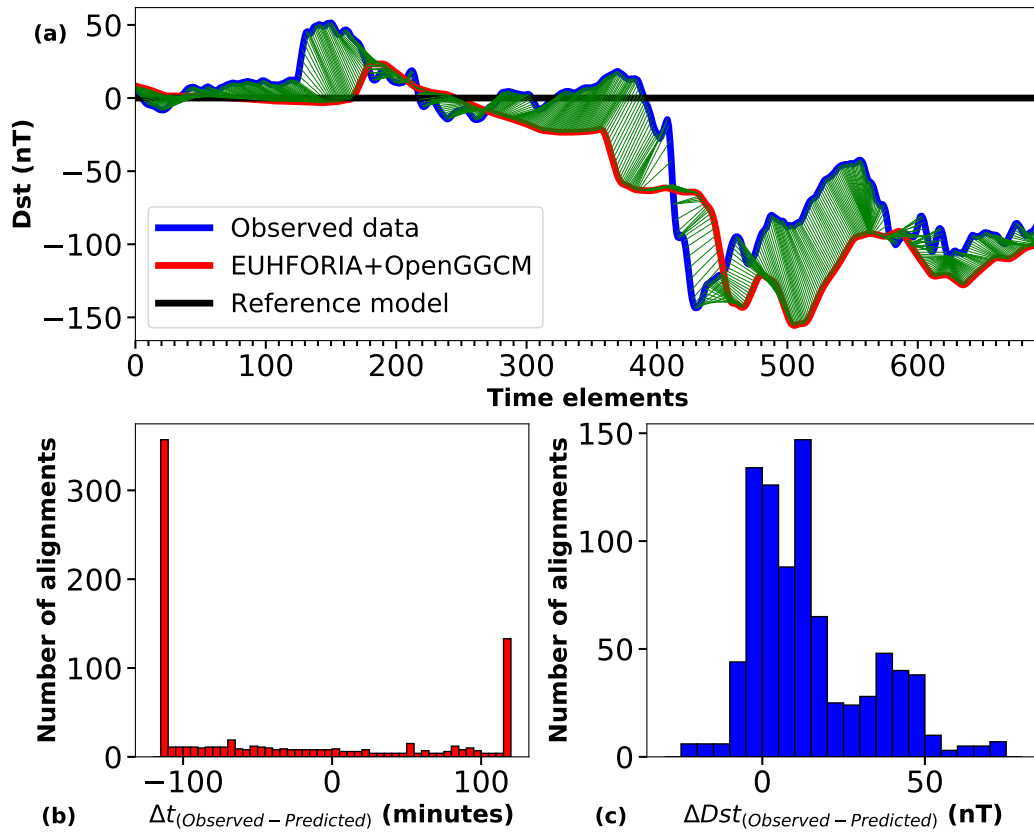 (a)
Dst (nT)
50
0
−50
−100
−150
Observed data
EUHFORIA+OpenGGCM
Reference model
0 100 200 300 400 500 600
Time elements
Number of alignments
300
200
100
0
−100 0 100
(b) Δt(Observed − Predicted) (minutes)
Number of alignments
150
100
50
0
0 50
(c) ΔDst(Observed − Predicted) (nT)